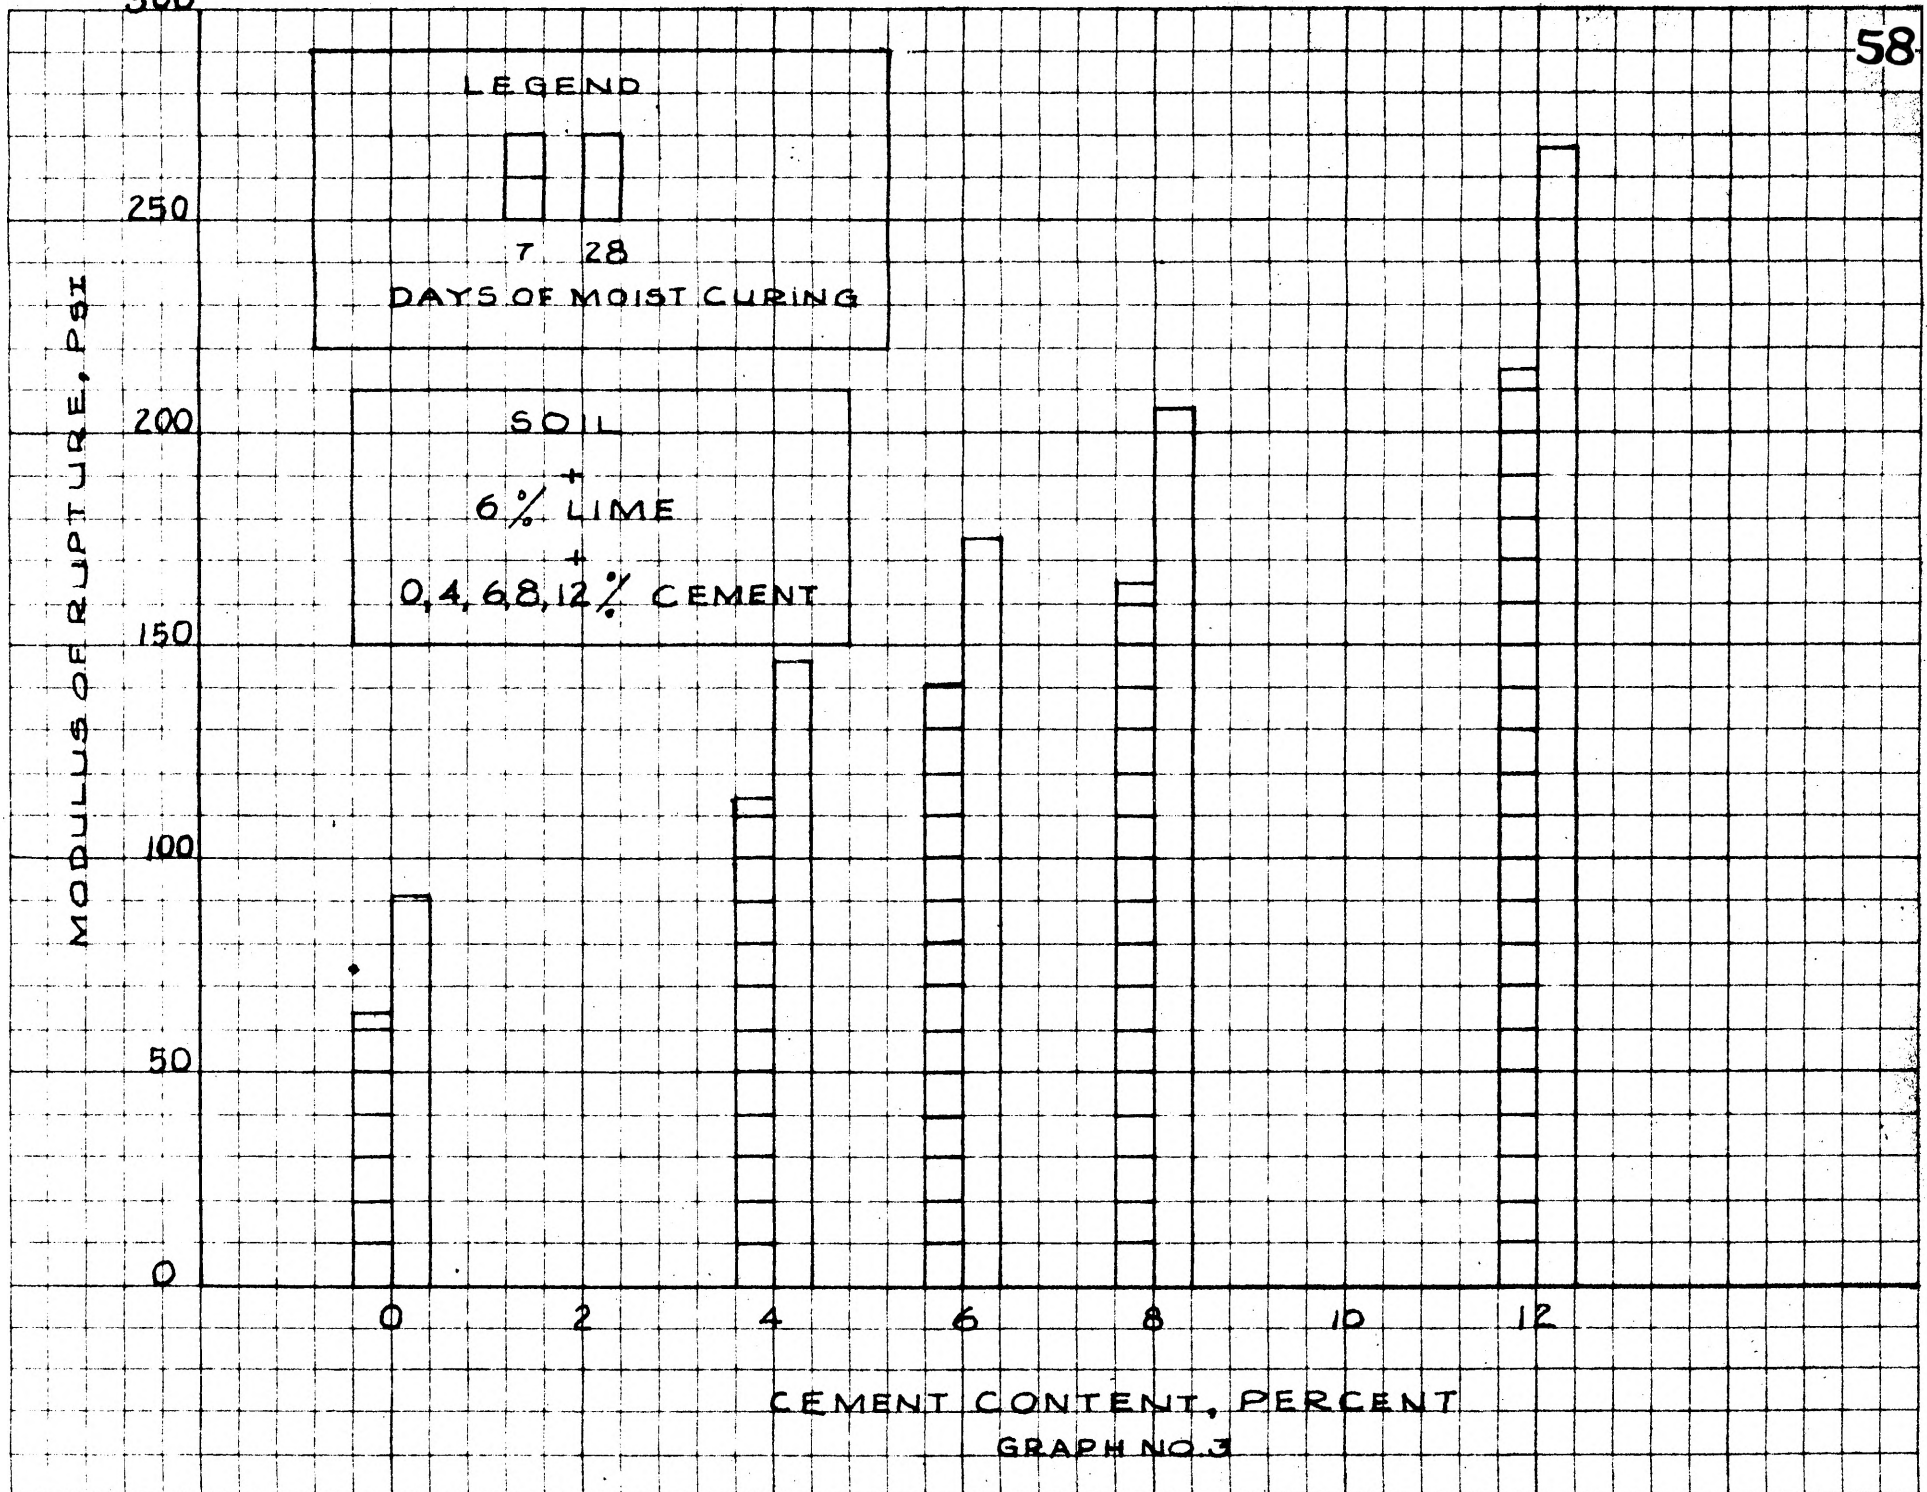 300
58
LEGEND
250
7 28
DAYS OF MOIST CURING
MODULUS OF RUPTURE, PSI
200
SOIL
+
6% LIME
+
0,4,6,8,12% CEMENT
150
100
50
0
0 2 4 6 8 10 12
CEMENT CONTENT, PERCENT
GRAPH NO.3